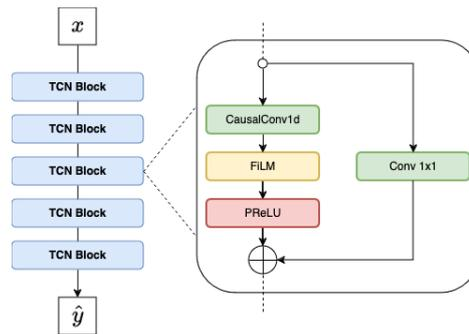 x
TCN Block
TCN Block
TCN Block
TCN Block
TCN Block
ŷ
CausalConv1d
FiLM
PReLU
Conv 1x1